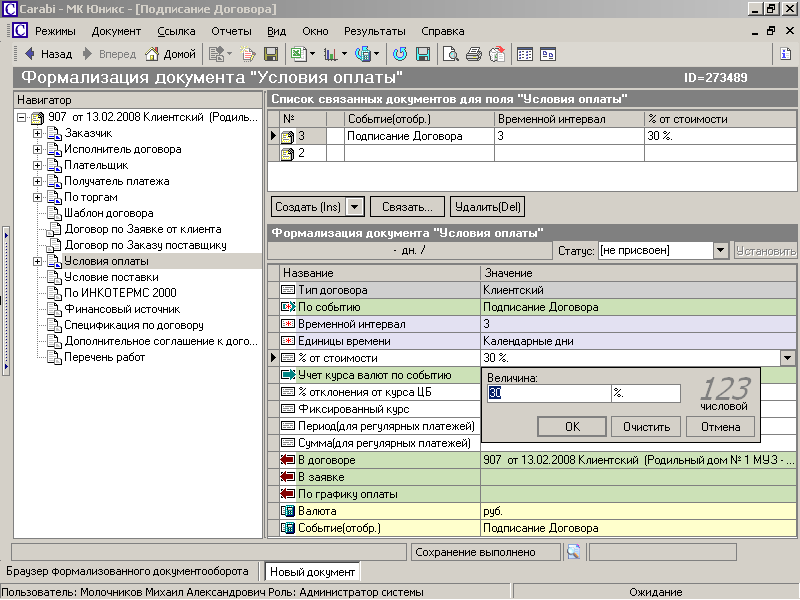 Carabi - МК Юникс - [Подписание Договора]
Режимы Документ Ссылка Отчеты Вид Окно Результаты Справка
Назад Вперед Домой
Формализация документа "Условия оплаты" ID=273489
Навигатор
907 от 13.02.2008 Клиентский (Родиль...
Заказчик
Исполнитель договора
Плательщик
Получатель платежа
По торгам
Шаблон договора
Договор по Заявке от клиента
Договор по Заказу поставщику
Условия оплаты
Условие поставки
По ИНКОТЕРМС 2000
Финансовый источник
Спецификация по договору
Дополнительное соглашение к дого...
Перечень работ
Список связанных документов для поля "Условия оплаты"
№ Событие(отобр.) Временной интервал % от стоимости
3 Подписание Договора 3 30 %.
2
Создать (Ins) Связать... Удалить(Del)
Формализация документа "Условия оплаты"
- дн. / Статус: [не присвоен] Установить
Название Значение
Тип договора Клиентский
По событию Подписание Договора
Временной интервал 3
Единицы времени Календарные дни
% от стоимости 30 %.
Учет курса валют по событию
% отклонения от курса ЦБ
Фиксированный курс
Период(для регулярных платежей)
Сумма(для регулярных платежей)
Величина:
30 %. 123
числовой
OK Очистить Отмена
В договоре 907 от 13.02.2008 Клиентский (Родильный дом № 1 МУЗ - ...
В заявке
По графику оплаты
Валюта руб.
Событие(отобр.) Подписание Договора
Сохранение выполнено
Браузер формализованного документооборота Новый документ
Пользователь: Молочников Михаил Александрович Роль: Администратор системы Ожидание